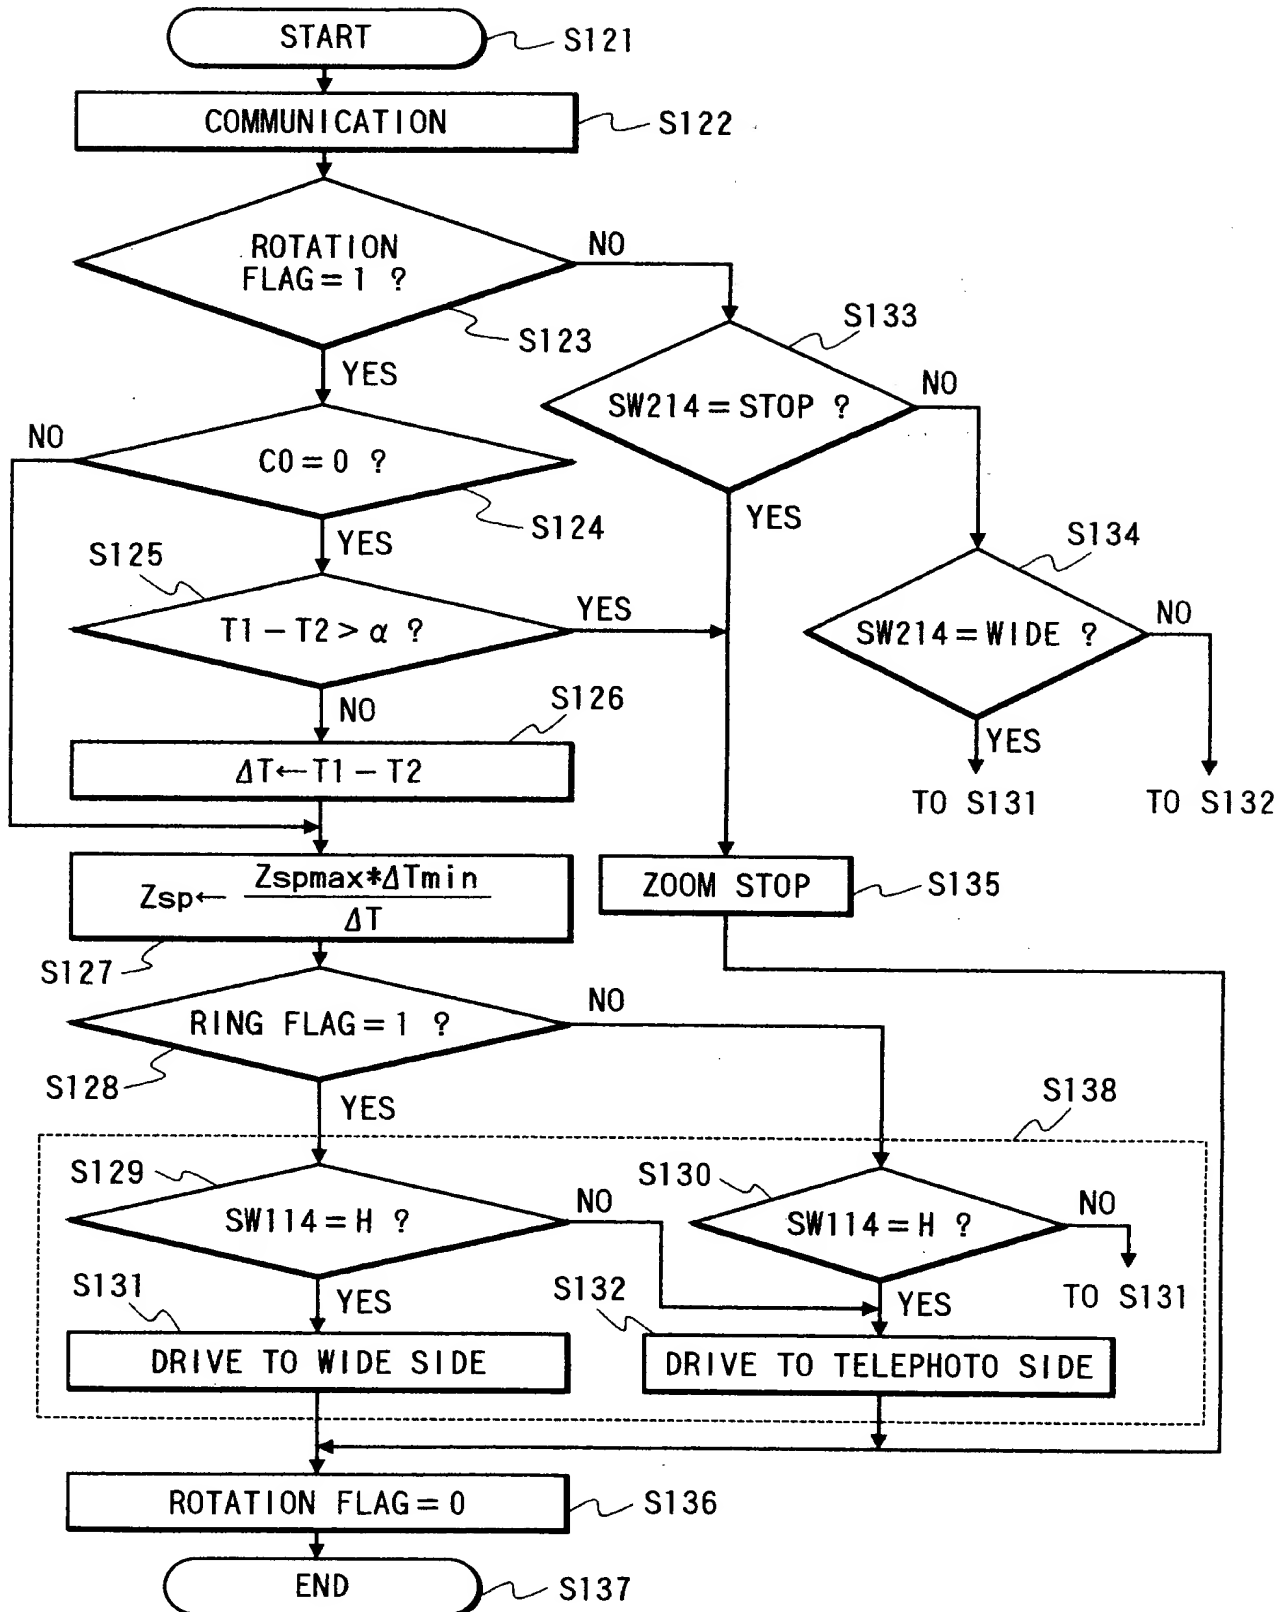 START
S121
COMMUNICATION
S122
ROTATION
FLAG=1 ?
NO
S123
YES
S133
SW214=STOP ?
NO
YES
NO
C0=0 ?
S124
YES
S134
SW214=WIDE ?
NO
YES
TO S131
TO S132
S125
T1-T2>α ?
YES
NO
S126
ΔT←T1-T2
Zsp← Zspmax*ΔTmin
ΔT
S127
ZOOM STOP
S135
RING FLAG=1 ?
NO
S128
YES
S138
S129
SW114=H ?
NO
YES
S130
SW114=H ?
NO
YES
TO S131
S131
DRIVE TO WIDE SIDE
S132
DRIVE TO TELEPHOTO SIDE
ROTATION FLAG=0
S136
END
S137